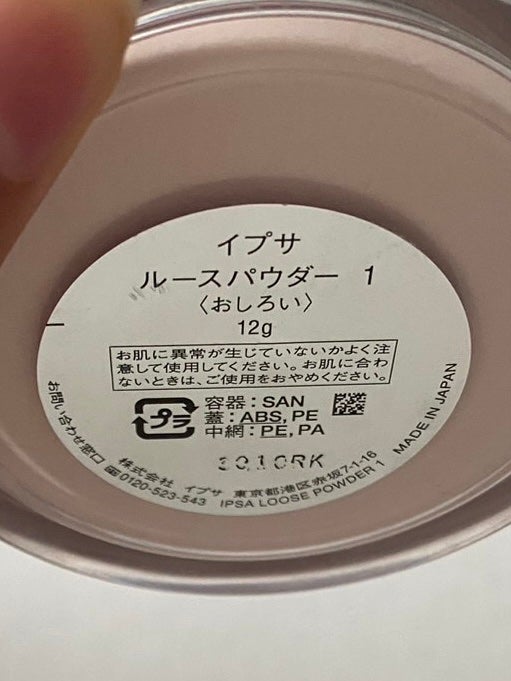 イプサ
ルースパウダー 1
〈おしろい〉
12g
お肌に異常が生じていないかよく注
意して使用してください。お肌に合わ
ないときは、ご使用をおやめください。
プラ
容器:SAN
蓋:ABS, PE
中網:PE, PA
お問い合わせ窓口
0120-523-543
株式会社 イプサ 東京都港区赤坂7-1-16
IPSA LOOSE POWDER 1 MADE IN JAPAN